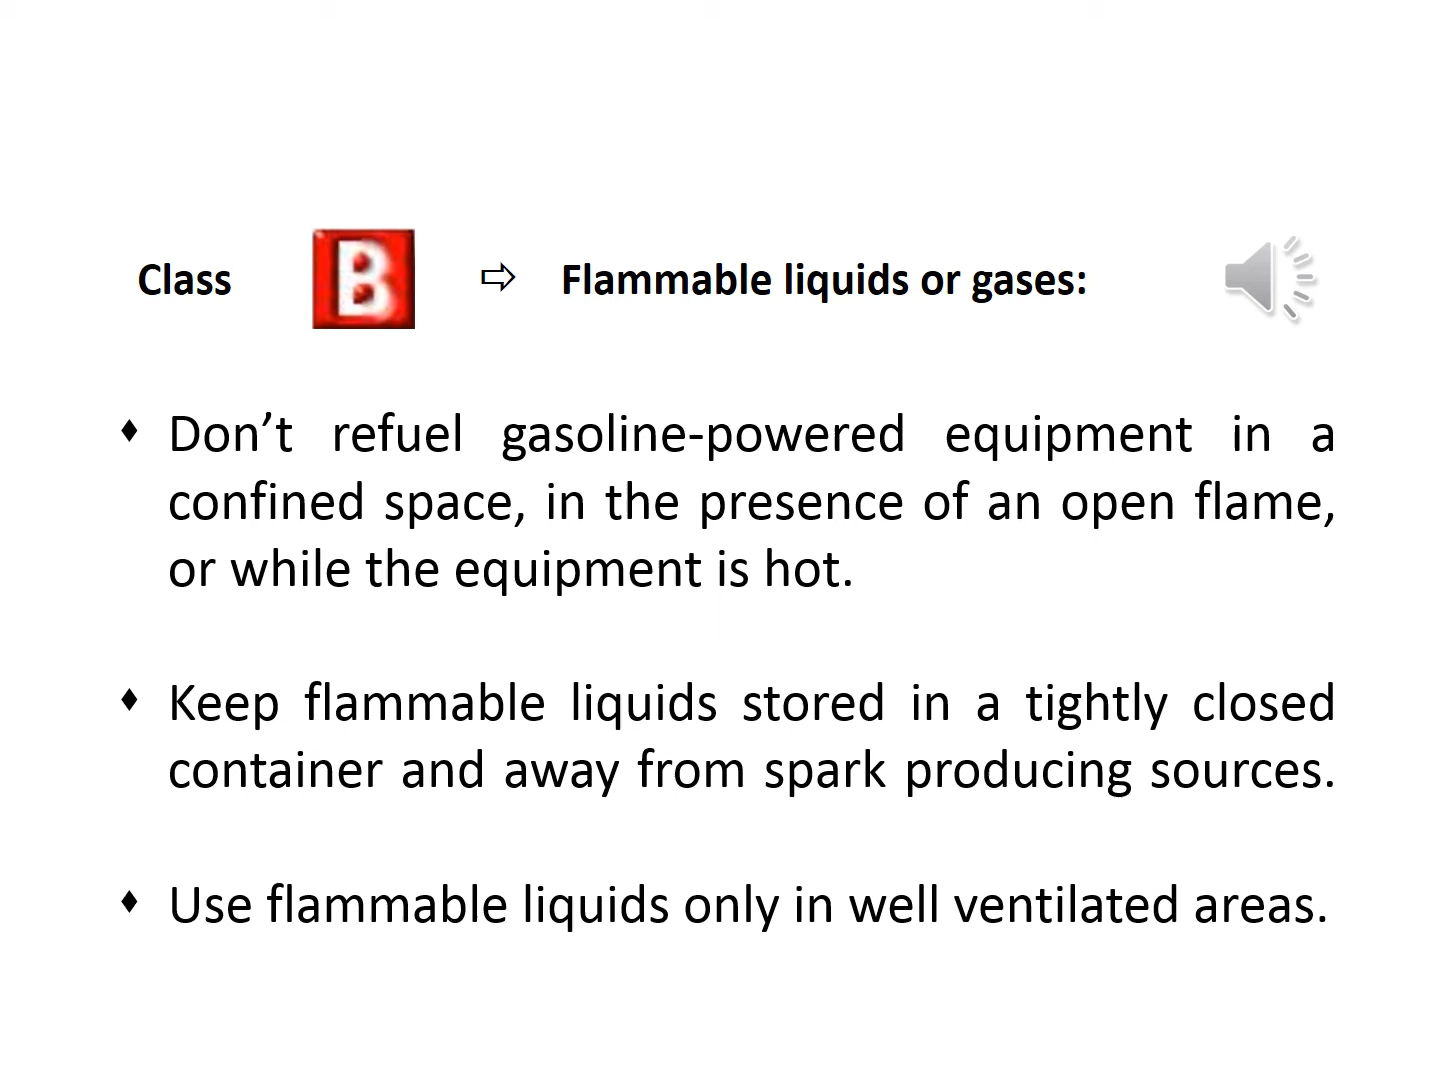 Class B ⇨ Flammable liquids or gases:
♦ Don’t refuel gasoline-powered equipment in a
confined space, in the presence of an open flame,
or while the equipment is hot.
♦ Keep flammable liquids stored in a tightly closed
container and away from spark producing sources.
♦ Use flammable liquids only in well ventilated areas.